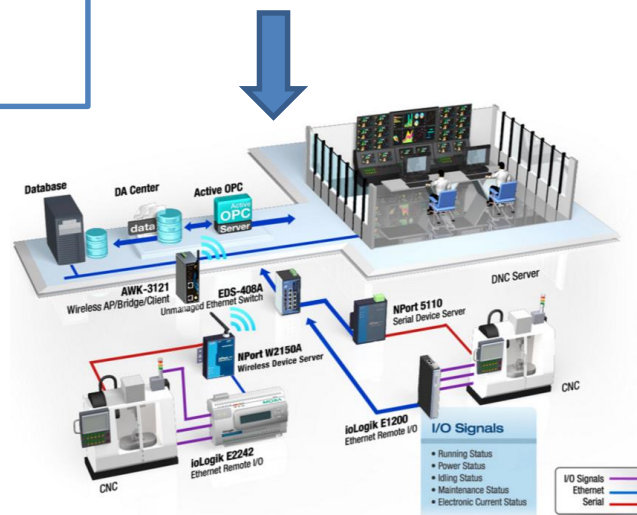 Database
DA Center
Active OPC
data
Active
OPC
Server
DNC Server
AWK-3121
Wireless AP/Bridge/Client
EDS-408A
Unmanaged Ethernet Switch
NPort 5110
Serial Device Server
NPort W2150A
Wireless Device Server
CNC
ioLogik E1200
Ethernet Remote I/O
ioLogik E2242
Ethernet Remote I/O
CNC
I/O Signals
• Running Status
• Power Status
• Idling Status
• Maintenance Status
• Electronic Current Status
I/O Signals
Ethernet
Serial